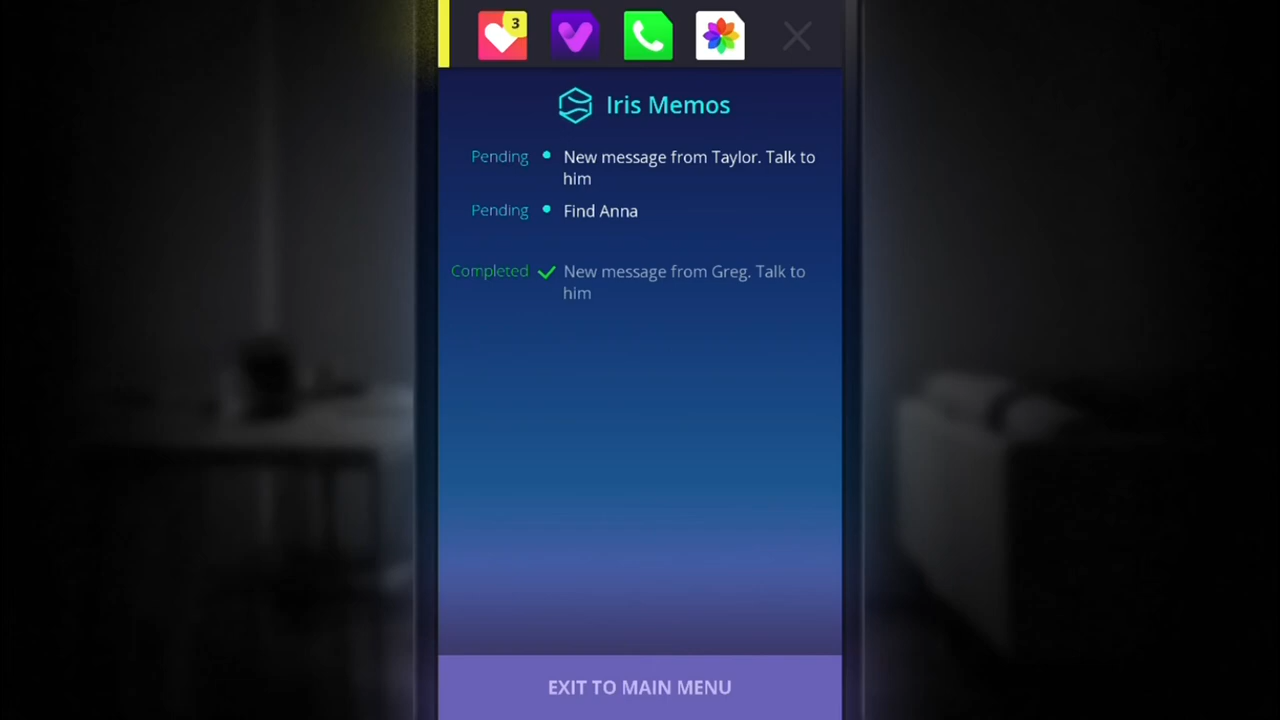 3
Iris Memos
Pending New message from Taylor. Talk to
him
Pending Find Anna
Completed New message from Greg. Talk to
him
EXIT TO MAIN MENU